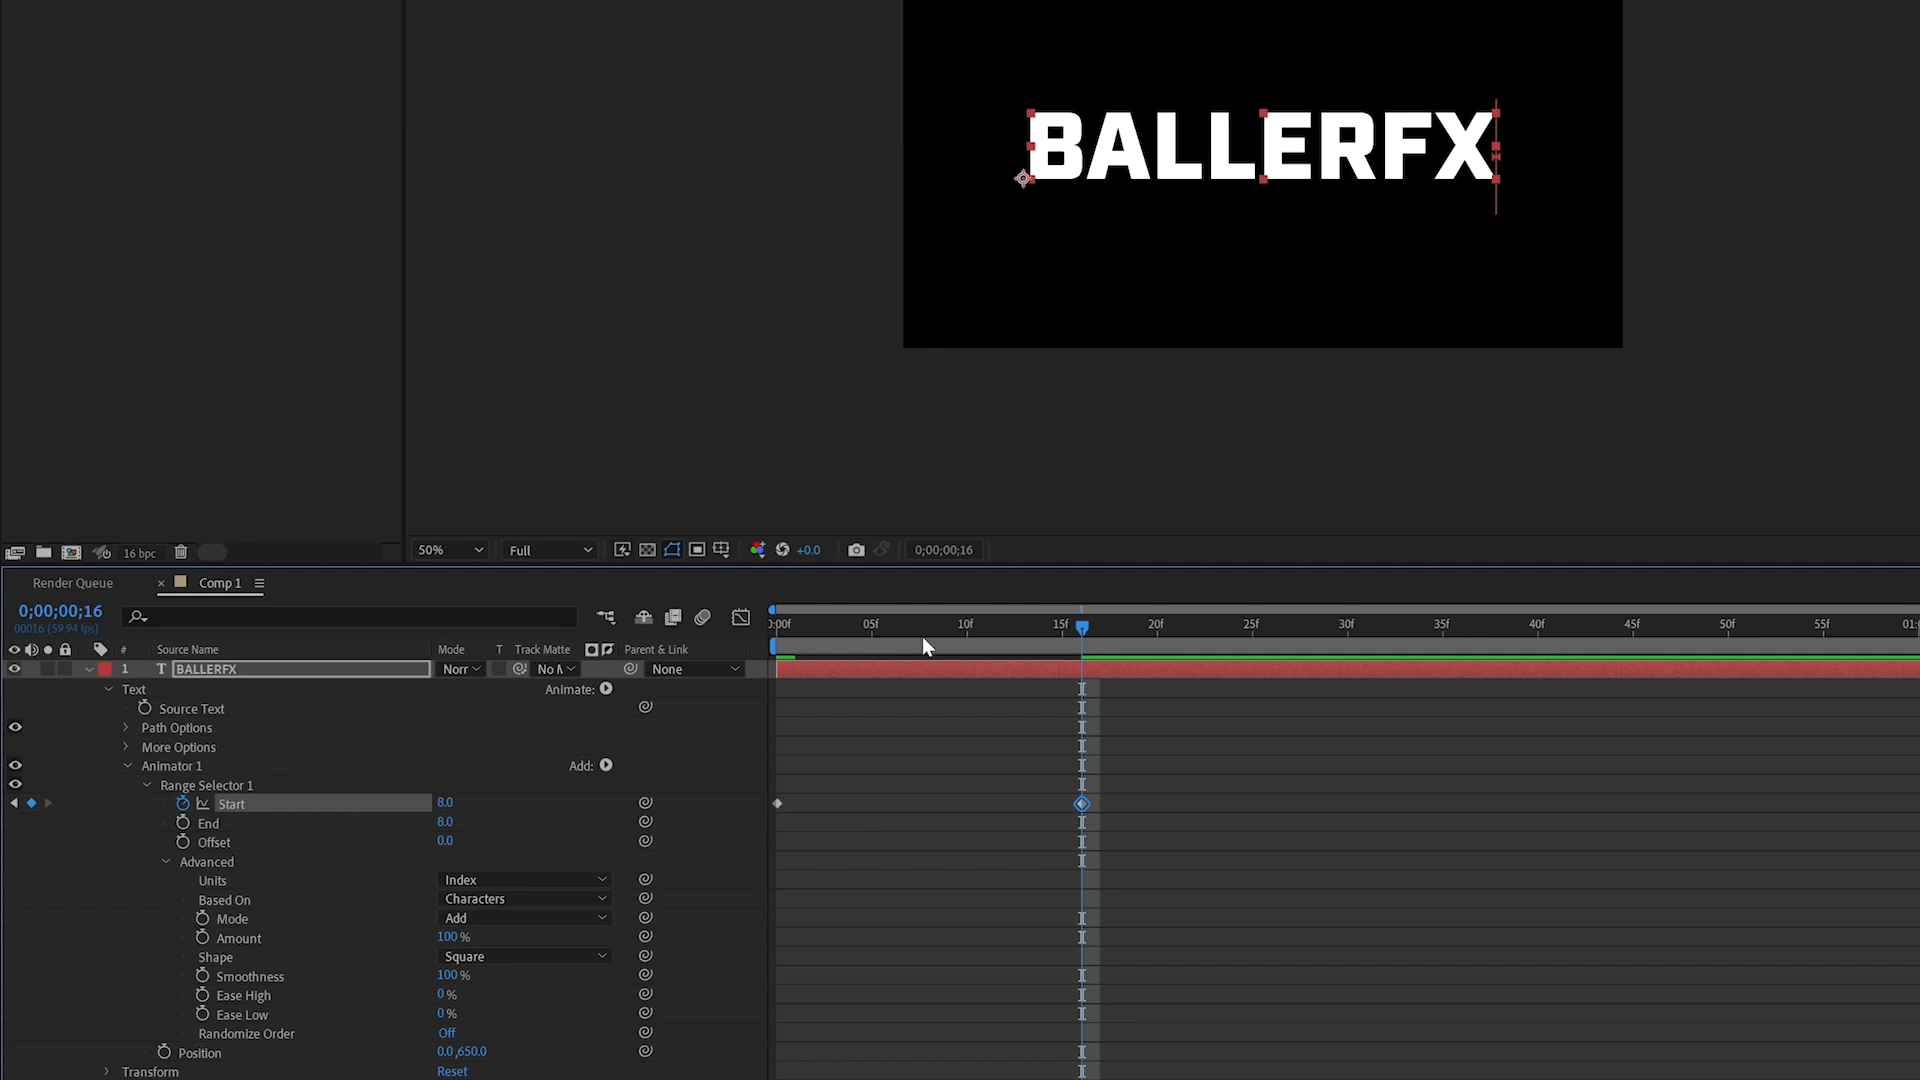 BALLERFX
16 bpc
50%
Full
+0.0
0;00;00;16
Render Queue
× Comp 1
0;00;00;16
00016 (59.94 fps)
:00f 05f 10f 15f 20f 25f 30f 35f 40f 45f 50f 55f 01:0
# Source Name Mode T Track Matte Parent & Link
1 T BALLERFX Norr No M None
Text Animate:
Source Text
Path Options
More Options
Animator 1 Add:
Range Selector 1
Start 8.0
End 8.0
Offset 0.0
Advanced
Units Index
Based On Characters
Mode Add
Amount 100 %
Shape Square
Smoothness 100 %
Ease High 0 %
Ease Low 0 %
Randomize Order Off
Position 0.0 ,650.0
Transform Reset